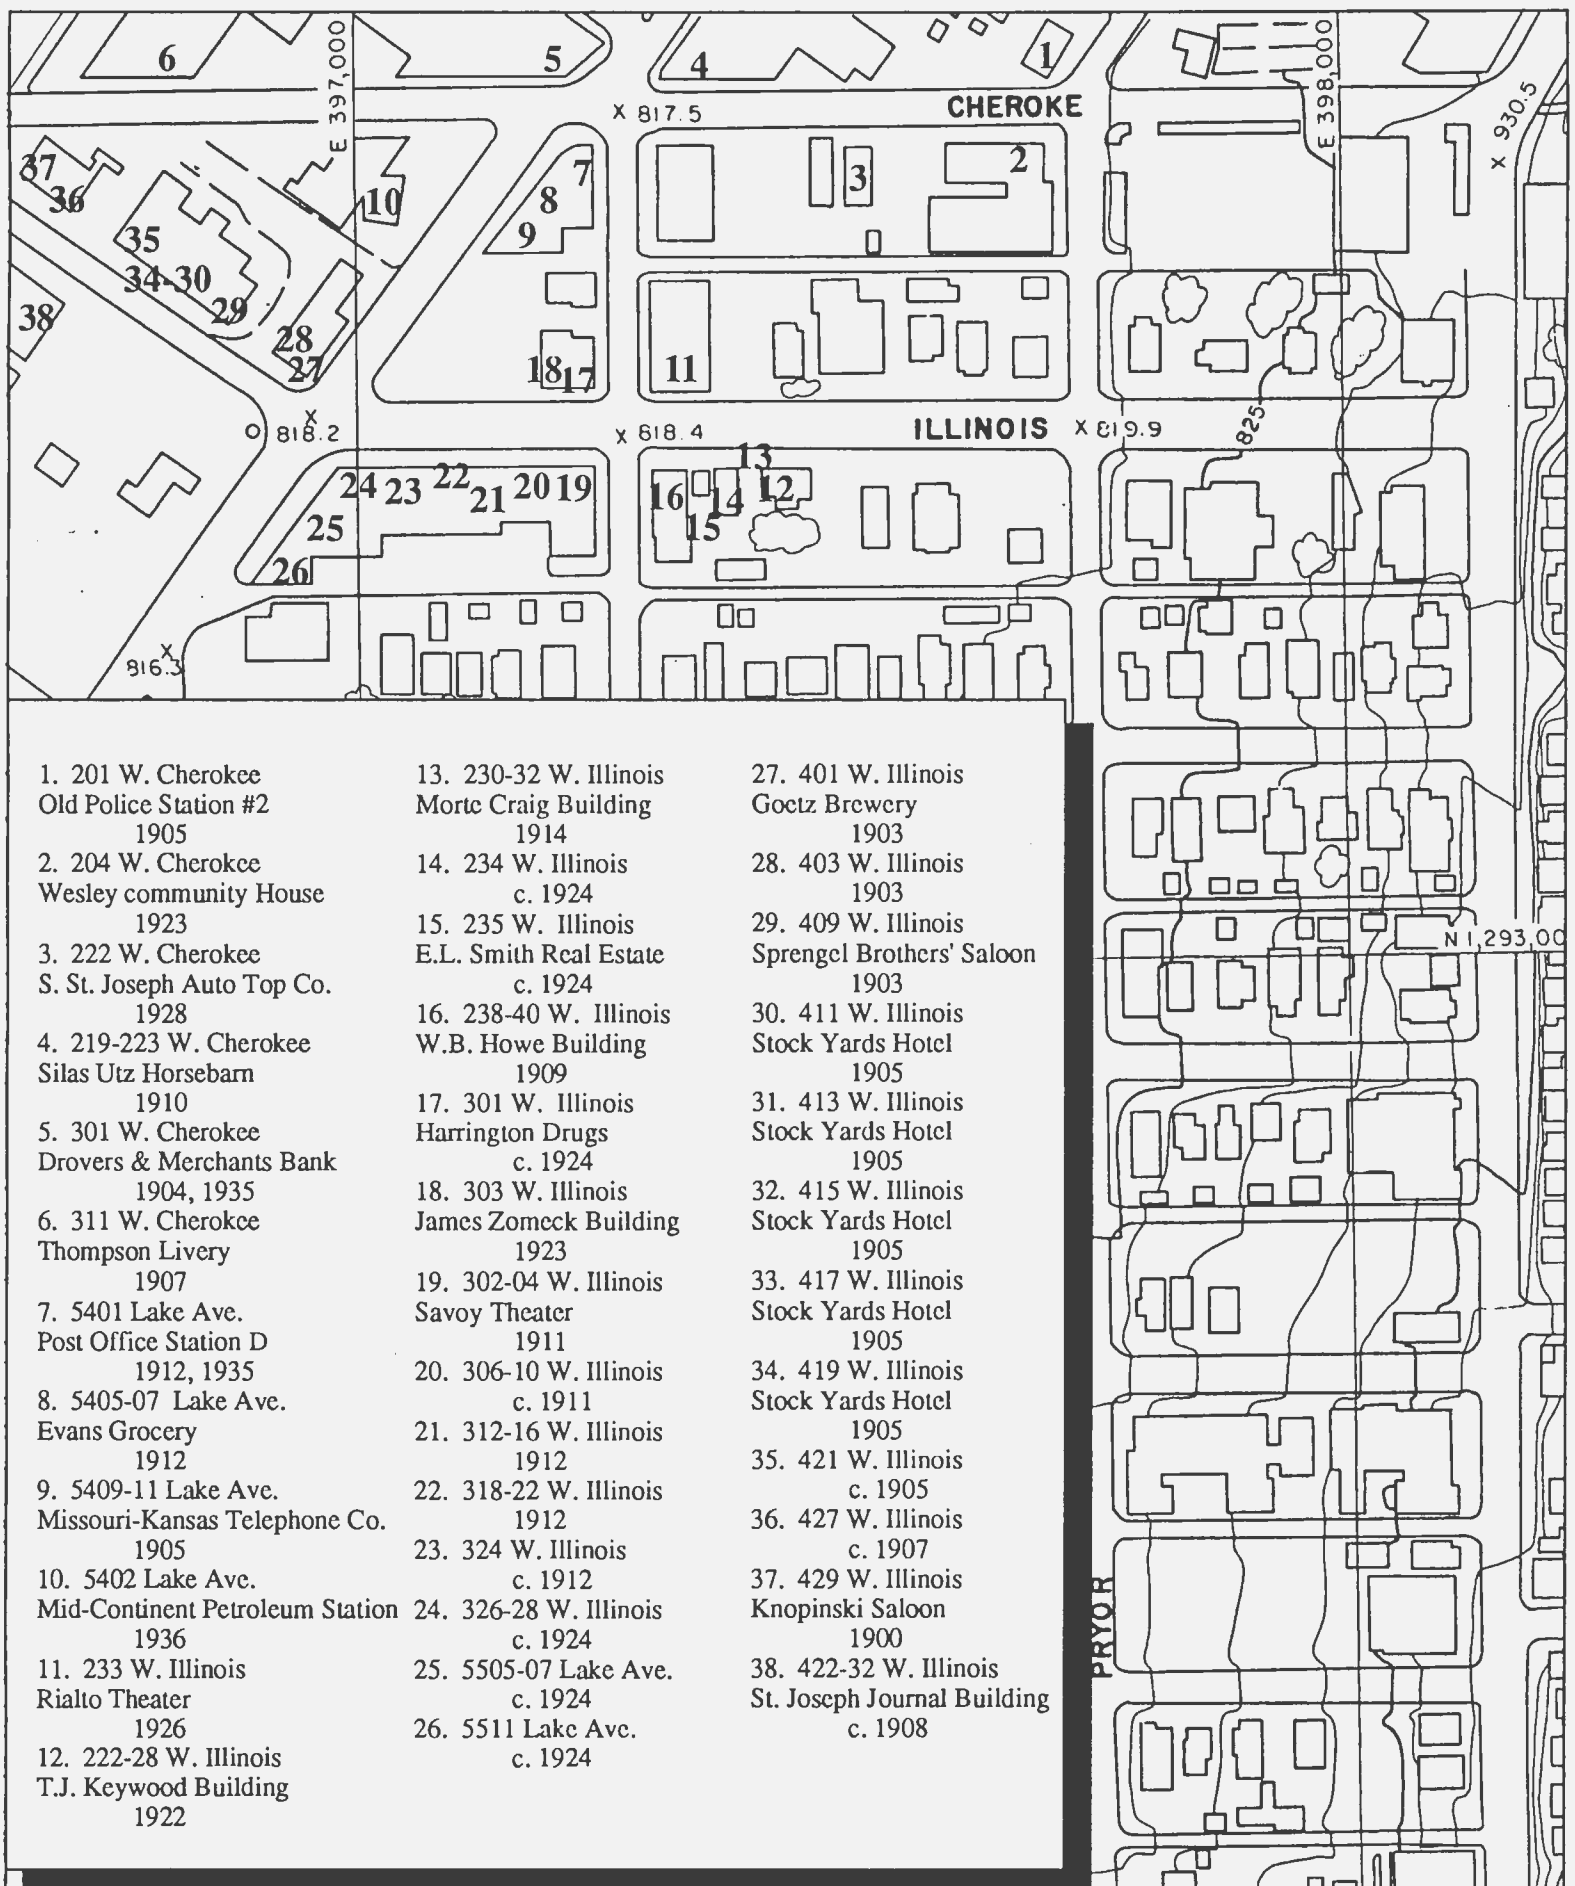 6
E 397,000
5
4
1
E 398,000
X 930.5
X 817.5
CHEROKE
37
36
10
7
8
9
3
2
35
34-30
29
38
28
27
18
17
11
X
818.2
X 818.4
ILLINOIS
X 819.9
825
24
23
22
21
20
19
13
16
14
12
15
25
26
X
816.3
1. 201 W. Cherokee
Old Police Station #2
1905
2. 204 W. Cherokee
Wesley community House
1923
3. 222 W. Cherokee
S. St. Joseph Auto Top Co.
1928
4. 219-223 W. Cherokee
Silas Utz Horsebarn
1910
5. 301 W. Cherokee
Drovers & Merchants Bank
1904, 1935
6. 311 W. Cherokee
Thompson Livery
1907
7. 5401 Lake Ave.
Post Office Station D
1912, 1935
8. 5405-07 Lake Ave.
Evans Grocery
1912
9. 5409-11 Lake Ave.
Missouri-Kansas Telephone Co.
1905
10. 5402 Lake Ave.
Mid-Continent Petroleum Station
1936
11. 233 W. Illinois
Rialto Theater
1926
12. 222-28 W. Illinois
T.J. Keywood Building
1922
13. 230-32 W. Illinois
Morte Craig Building
1914
14. 234 W. Illinois
c. 1924
15. 235 W. Illinois
E.L. Smith Real Estate
c. 1924
16. 238-40 W. Illinois
W.B. Howe Building
1909
17. 301 W. Illinois
Harrington Drugs
c. 1924
18. 303 W. Illinois
James Zomeck Building
1923
19. 302-04 W. Illinois
Savoy Theater
1911
20. 306-10 W. Illinois
c. 1911
21. 312-16 W. Illinois
1912
22. 318-22 W. Illinois
1912
23. 324 W. Illinois
c. 1912
24. 326-28 W. Illinois
c. 1924
25. 5505-07 Lake Ave.
c. 1924
26. 5511 Lake Ave.
c. 1924
27. 401 W. Illinois
Goetz Brewery
1903
28. 403 W. Illinois
1903
29. 409 W. Illinois
Sprengel Brothers' Saloon
1903
30. 411 W. Illinois
Stock Yards Hotel
1905
31. 413 W. Illinois
Stock Yards Hotel
1905
32. 415 W. Illinois
Stock Yards Hotel
1905
33. 417 W. Illinois
Stock Yards Hotel
1905
34. 419 W. Illinois
Stock Yards Hotel
1905
35. 421 W. Illinois
c. 1905
36. 427 W. Illinois
c. 1907
37. 429 W. Illinois
Knopinski Saloon
1900
38. 422-32 W. Illinois
St. Joseph Journal Building
c. 1908
N 1,293,00
PRYOR